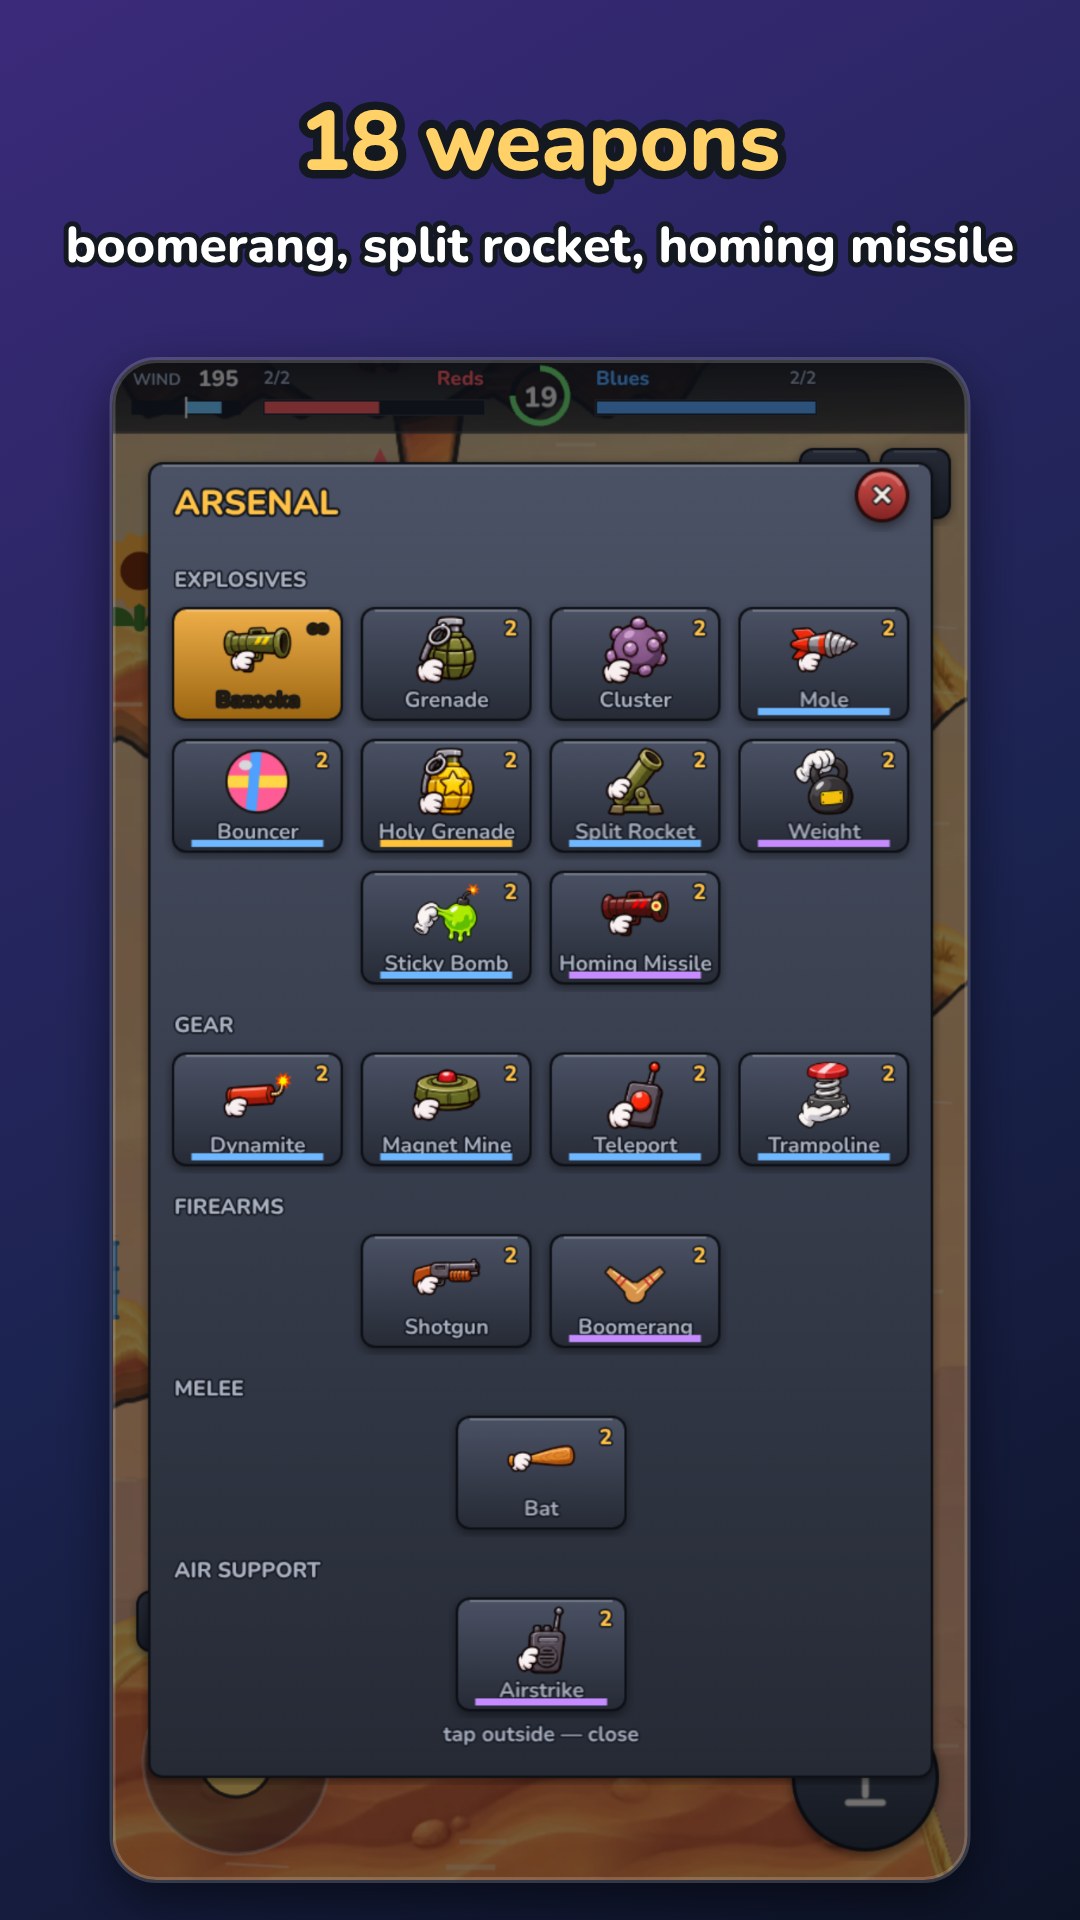 18 weapons
boomerang, split rocket, homing missile
WIND 195 2/2 Reds 19 Blues 2/2
ARSENAL
EXPLOSIVES
∞ 2 2 2
Bazooka Grenade Cluster Mole
2 2 2 2
Bouncer Holy Grenade Split Rocket Weight
2 2
Sticky Bomb Homing Missile
GEAR
2 2 2 2
Dynamite Magnet Mine Teleport Trampoline
FIREARMS
2 2
Shotgun Boomerang
MELEE
2
Bat
AIR SUPPORT
2
Airstrike
tap outside — close